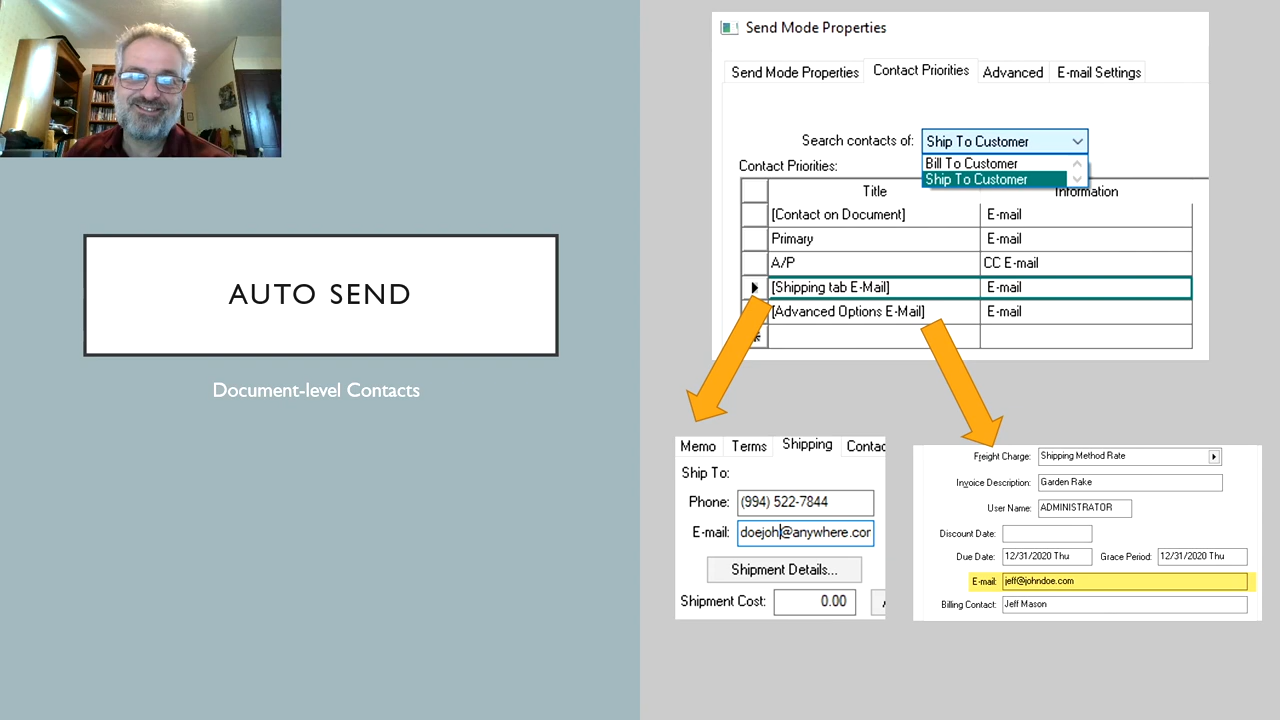 AUTO SEND
Document-level Contacts
Send Mode Properties
Send Mode Properties Contact Priorities Advanced E-mail Settings
Search contacts of: Ship To Customer
Bill To Customer
Ship To Customer
Contact Priorities:
Title Information
[Contact on Document] E-mail
Primary E-mail
A/P CC E-mail
[Shipping tab E-Mail] E-mail
[Advanced Options E-Mail] E-mail
Memo Terms Shipping Contac
Ship To:
Phone: (994) 522-7844
E-mail: doejoh@anywhere.cor
Shipment Details...
Shipment Cost: 0.00
Freight Charge: Shipping Method Rate
Invoice Description: Garden Rake
User Name: ADMINISTRATOR
Discount Date:
Due Date: 12/31/2020 Thu Grace Period: 12/31/2020 Thu
E-mail: jeff@johndoe.com
Billing Contact: Jeff Mason